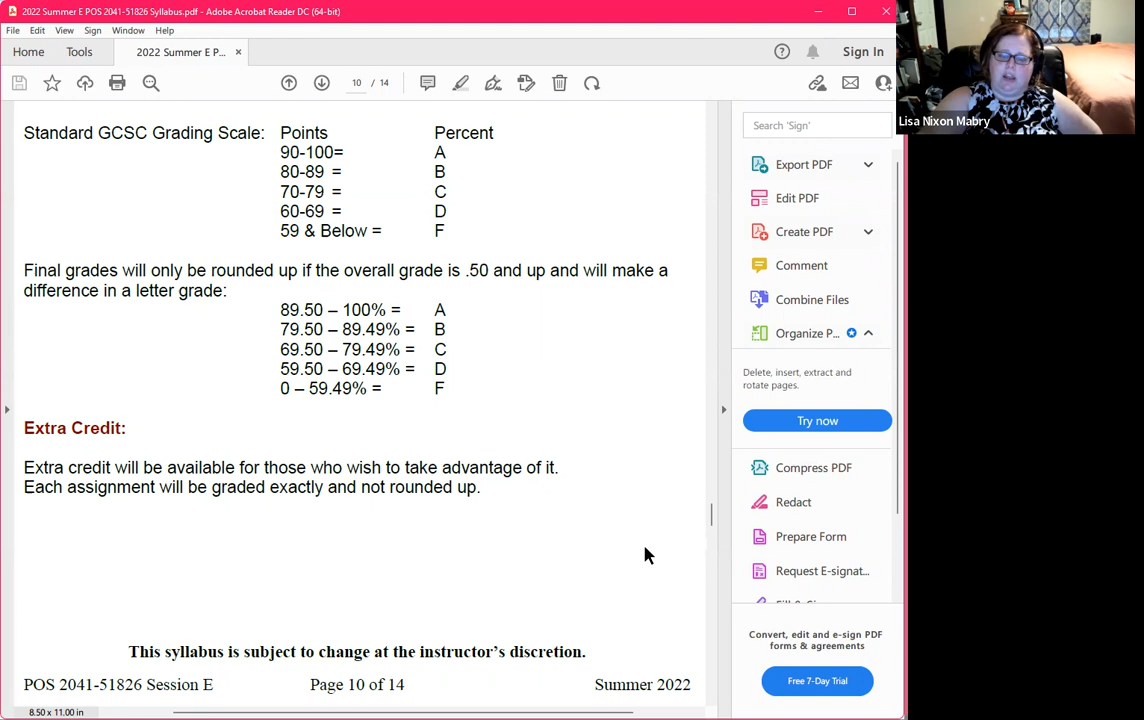 2022 Summer E POS 2041-51826 Syllabus.pdf - Adobe Acrobat Reader DC (64-bit)
File Edit View Sign Window Help
Home Tools 2022 Summer E P... × Sign In
10 / 14
Lisa Nixon Mabry
Standard GCSC Grading Scale: Points Percent
90-100= A
80-89 = B
70-79 = C
60-69 = D
59 & Below = F
Final grades will only be rounded up if the overall grade is .50 and up and will make a
difference in a letter grade:
89.50 – 100% = A
79.50 – 89.49% = B
69.50 – 79.49% = C
59.50 – 69.49% = D
0 – 59.49% = F
Extra Credit:
Extra credit will be available for those who wish to take advantage of it.
Each assignment will be graded exactly and not rounded up.
This syllabus is subject to change at the instructor's discretion.
POS 2041-51826 Session E Page 10 of 14 Summer 2022
8.50 x 11.00 in
Search 'Sign'
Export PDF
Edit PDF
Create PDF
Comment
Combine Files
Organize P...
Delete, insert, extract and
rotate pages.
Try now
Compress PDF
Redact
Prepare Form
Request E-signat...
Convert, edit and e-sign PDF
forms & agreements
Free 7-Day Trial